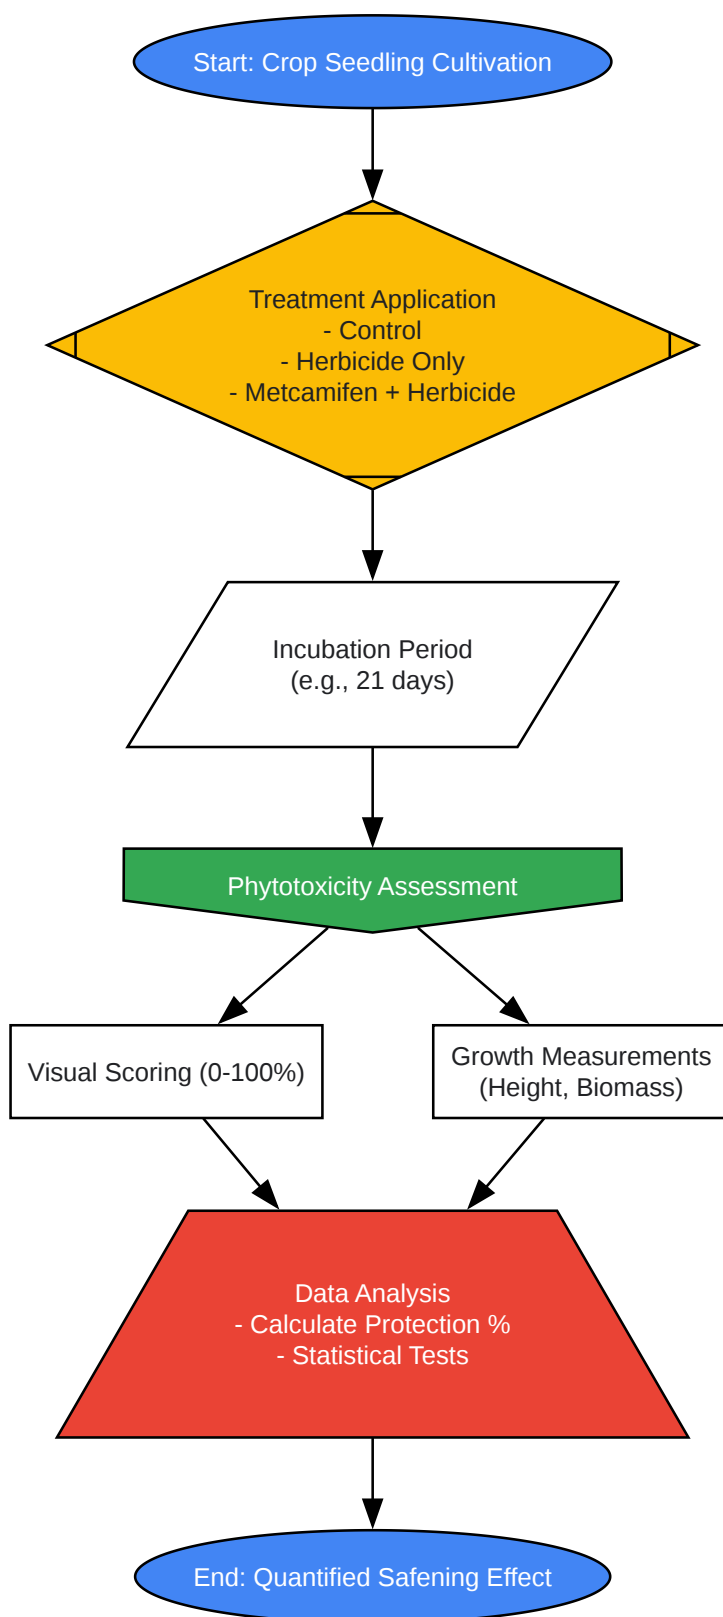 Start: Crop Seedling Cultivation
Treatment Application
- Control
- Herbicide Only
- Metcamifen + Herbicide
Incubation Period
(e.g., 21 days)
Phytotoxicity Assessment
Visual Scoring (0-100%)
Growth Measurements
(Height, Biomass)
Data Analysis
- Calculate Protection %
- Statistical Tests
End: Quantified Safening Effect